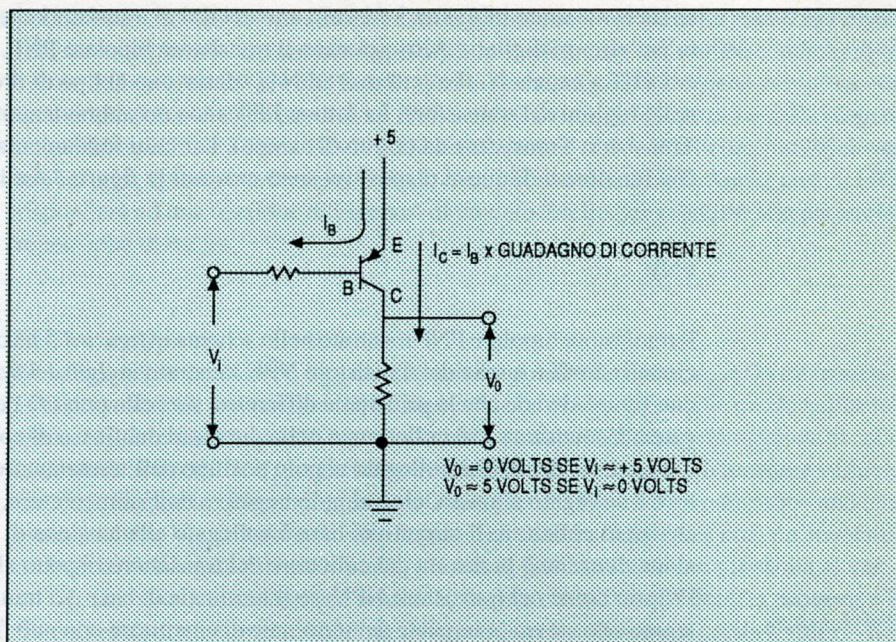 + 5
I_B
E
I_C = I_B x GUADAGNO DI CORRENTE
B
C
V_i
V_0
V_0 = 0 VOLTS SE V_i ≈ + 5 VOLTS
V_0 ≈ 5 VOLTS SE V_i ≈ 0 VOLTS